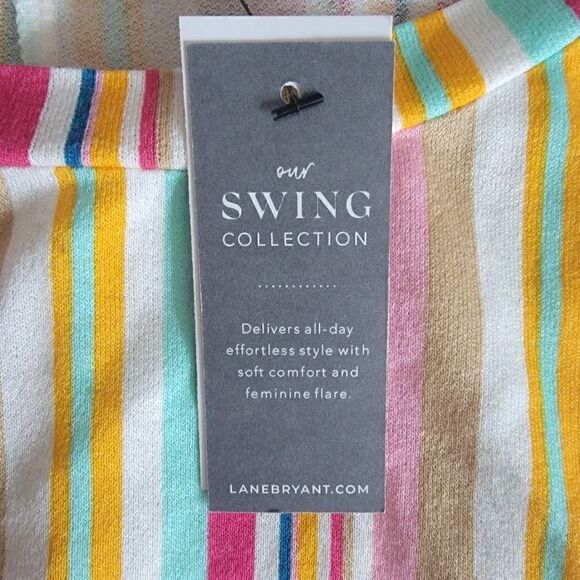 our
SWING
COLLECTION
Delivers all-day
effortless style with
soft comfort and
feminine flare.
LANEBRYANT.COM